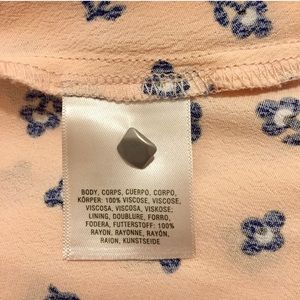 BODY, CORPS, CUERPO, CORPO,
KÖRPER: 100% VISCOSE, VISCOSE,
VISCOSA, VISCOSA, VISKOSE;
LINING, DOUBLURE, FORRO,
FODERA, FUTTERSTOFF: 100%
RAYON, RAYONNE, RAYÓN,
RAION, KUNSTSEIDE